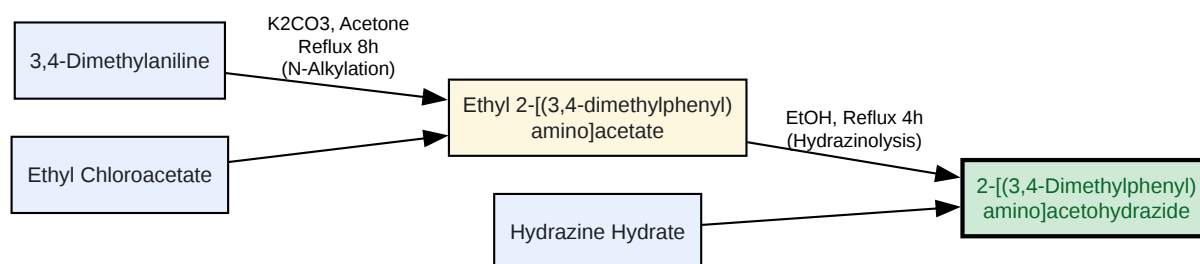 3,4-Dimethylaniline
K2CO3, Acetone
Reflux 8h
(N-Alkylation)
Ethyl Chloroacetate
Ethyl 2-[(3,4-dimethylphenyl)
amino]acetate
EtOH, Reflux 4h
(Hydrazinolysis)
Hydrazine Hydrate
2-[(3,4-Dimethylphenyl)
amino]acetohydrazide